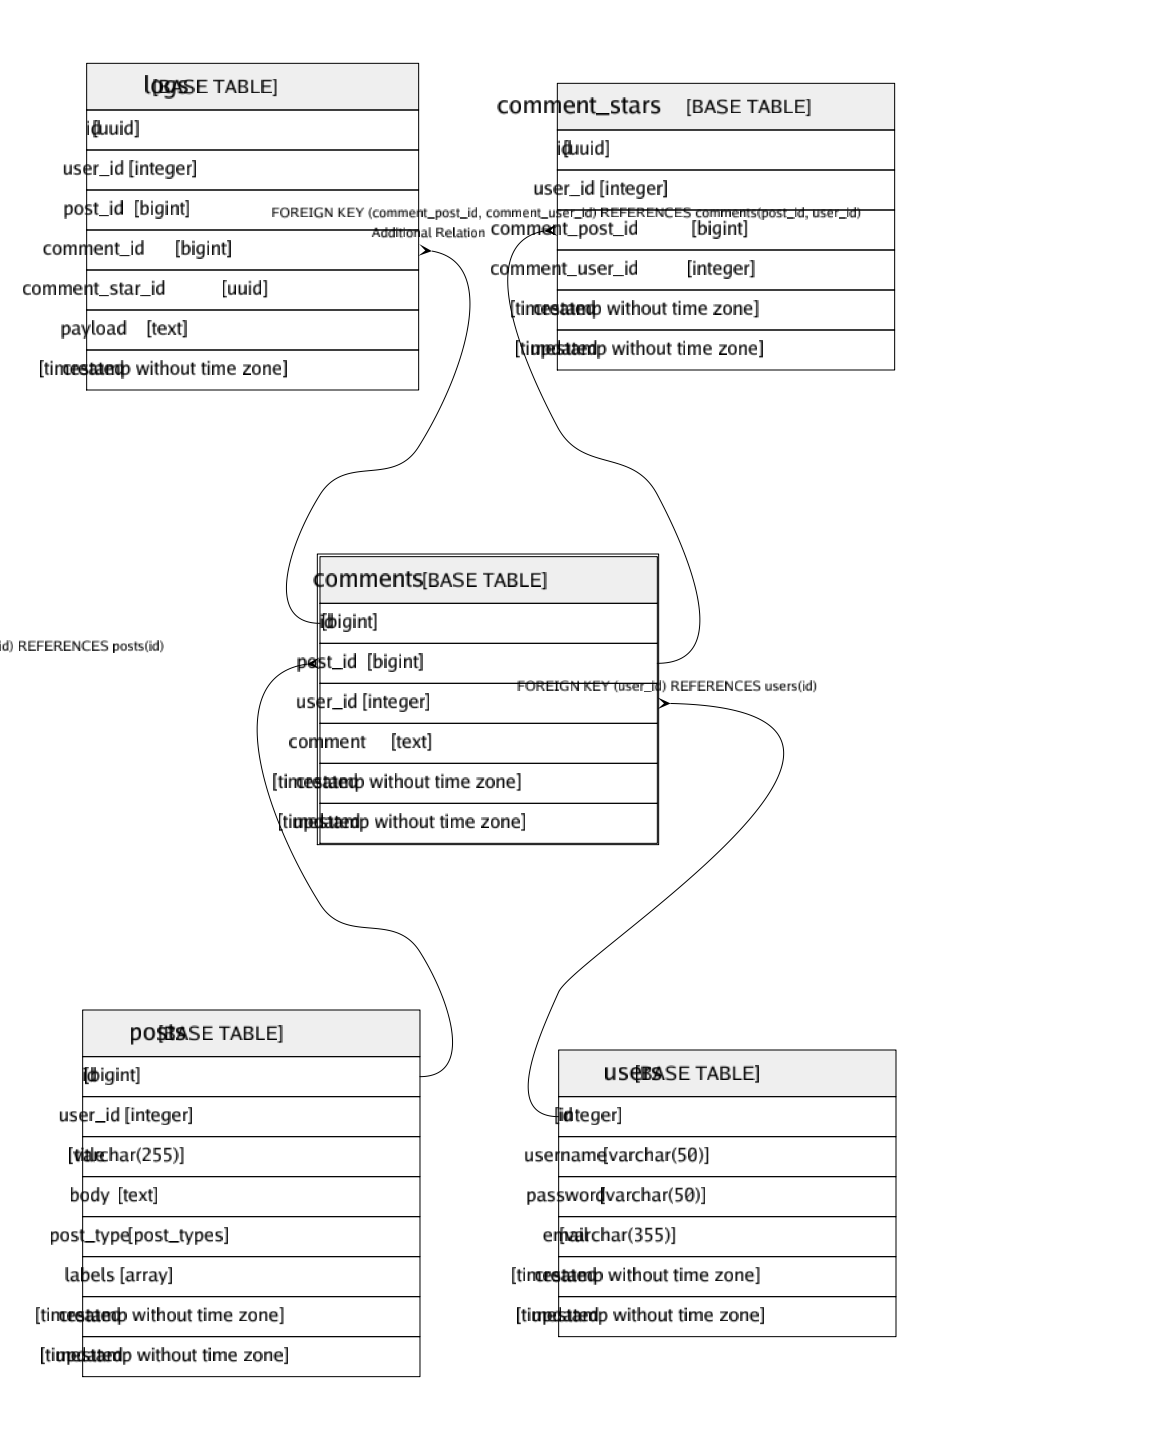 logs [BASE TABLE]
id [uuid]
user_id [integer]
post_id [bigint]
comment_id [bigint]
comment_star_id [uuid]
payload [text]
created [timestamp without time zone]
comment_stars [BASE TABLE]
id [uuid]
user_id [integer]
comment_post_id [bigint]
comment_user_id [integer]
created [timestamp without time zone]
updated [timestamp without time zone]
FOREIGN KEY (comment_post_id, comment_user_id) REFERENCES comments(post_id, user_id)
Additional Relation
comments [BASE TABLE]
id [bigint]
post_id [bigint]
user_id [integer]
comment [text]
created [timestamp without time zone]
updated [timestamp without time zone]
id) REFERENCES posts(id)
FOREIGN KEY (user_id) REFERENCES users(id)
posts [BASE TABLE]
id [bigint]
user_id [integer]
title [varchar(255)]
body [text]
post_type [post_types]
labels [array]
created [timestamp without time zone]
updated [timestamp without time zone]
users [BASE TABLE]
id [integer]
username [varchar(50)]
password [varchar(50)]
email [varchar(355)]
created [timestamp without time zone]
updated [timestamp without time zone]